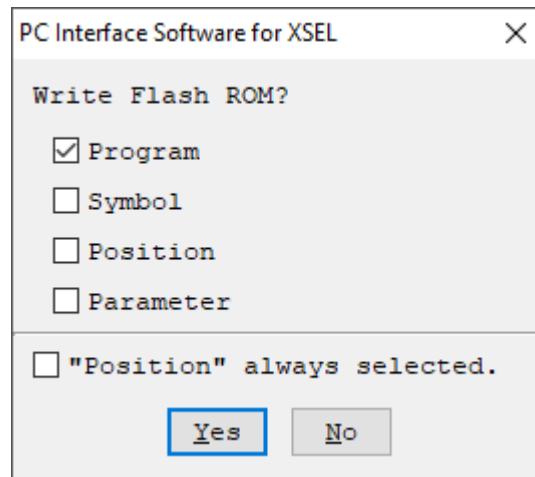 PC Interface Software for XSEL
Write Flash ROM?
Program
Symbol
Position
Parameter
"Position" always selected.
Yes No